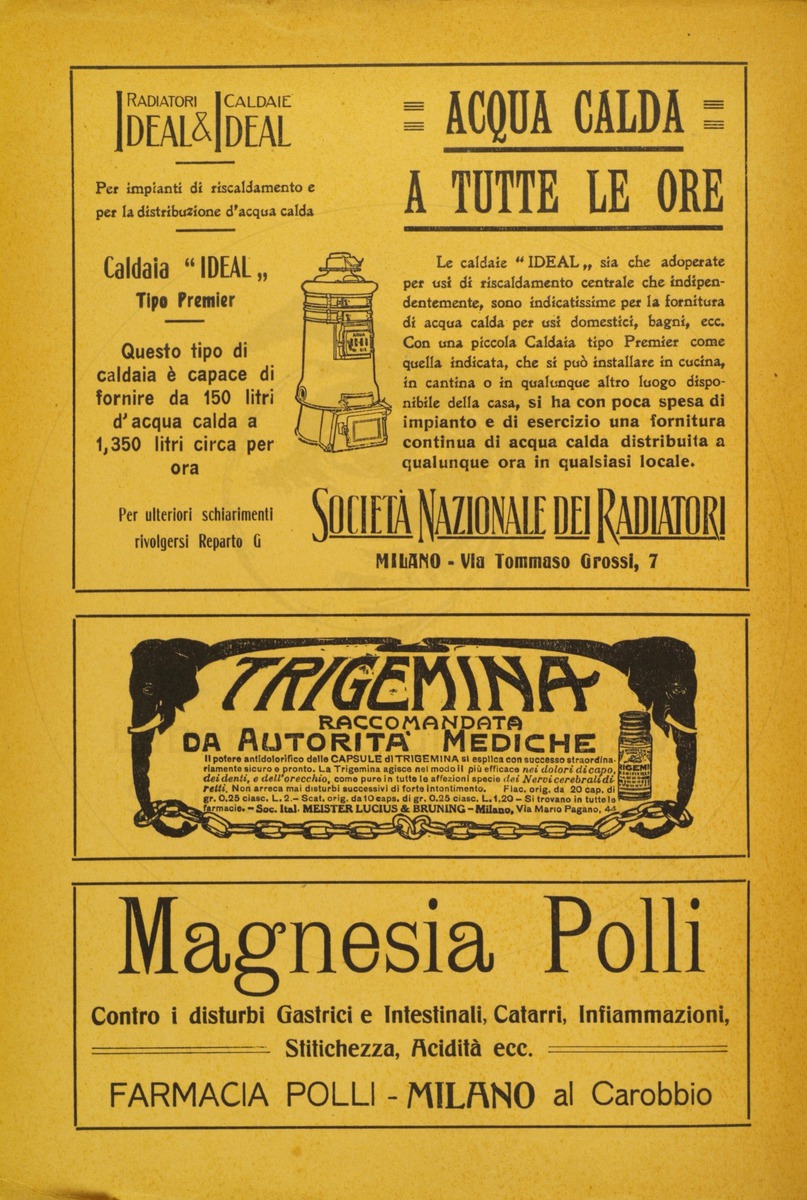 RADIATORI CALDAIE
IDEAL & IDEAL
Per impianti di riscaldamento e
per la distribuzione d'acqua calda
Caldaia “IDEAL„
Tipo Premier
Questo tipo di
caldaia è capace di
fornire da 150 litri
d'acqua calda a
1,350 litri circa per
ora
Per ulteriori schiarimenti
rivolgersi Reparto G
ACQUA CALDA
A TUTTE LE ORE
Le caldaie “IDEAL„ sia che adoperate
per usi di riscaldamento centrale che indipen-
dentemente, sono indicatissime per la fornitura
di acqua calda per usi domestici, bagni, ecc.
Con una piccola Caldaia tipo Premier come
quella indicata, che si può installare in cucina,
in cantina o in qualunque altro luogo dispo-
nibile della casa, si ha con poca spesa di
impianto e di esercizio una fornitura
continua di acqua calda distribuita a
qualunque ora in qualsiasi locale.
SOCIETÀ NAZIONALE DEI RADIATORI
MILANO - Via Tommaso Grossi, 7
TRIGEMINA
RACCOMANDATA
DA AUTORITA' MEDICHE
Il potere antidolorifico delle CAPSULE di TRIGEMINA si esplica con successo straordina-
riamente sicuro e pronto. La Trigemina agisce nel modo il più efficace nei dolori di capo,
dei denti, e dell'orecchio, come pure in tutte le affezioni specie dei Nervi cerebrali di
retti. Non arreca mai disturbi successivi di forte intontimento. Flac. orig. da 20 cap. di
gr. 0.25 ciasc. L. 2.- Scat. orig. da 10 caps. di gr. 0.25 ciasc. L. 1,20 - Si trovano in tutte le
farmacie. - Soc. Ital. MEISTER LUCIUS & BRUNING - Milano, Via Mario Pagano, 44
Magnesia Polli
Contro i disturbi Gastrici e Intestinali, Catarri, Infiammazioni,
Stitichezza, Acidità ecc.
FARMACIA POLLI - MILANO al Carobbio